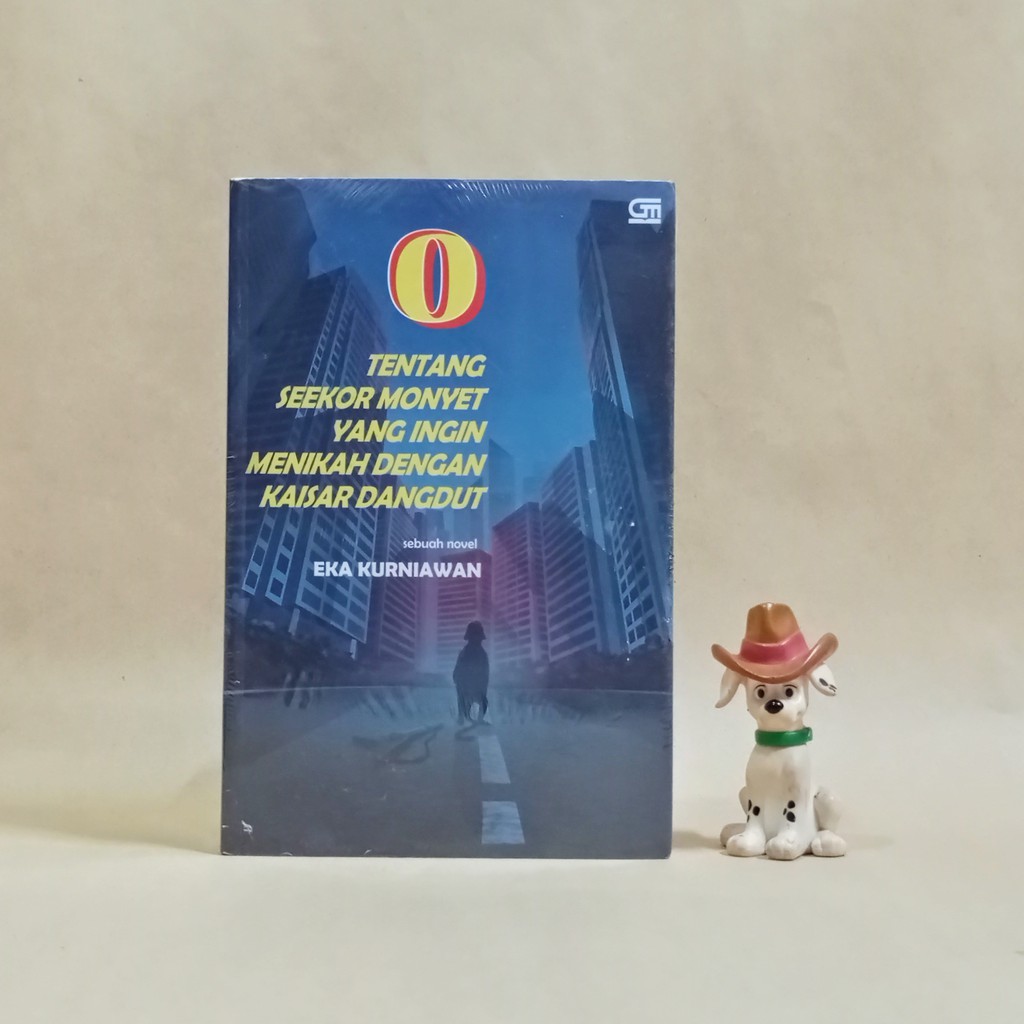 GM
O
TENTANG
SEEKOR MONYET
YANG INGIN
MENIKAH DENGAN
KAISAR DANGDUT
sebuah novel
EKA KURNIAWAN